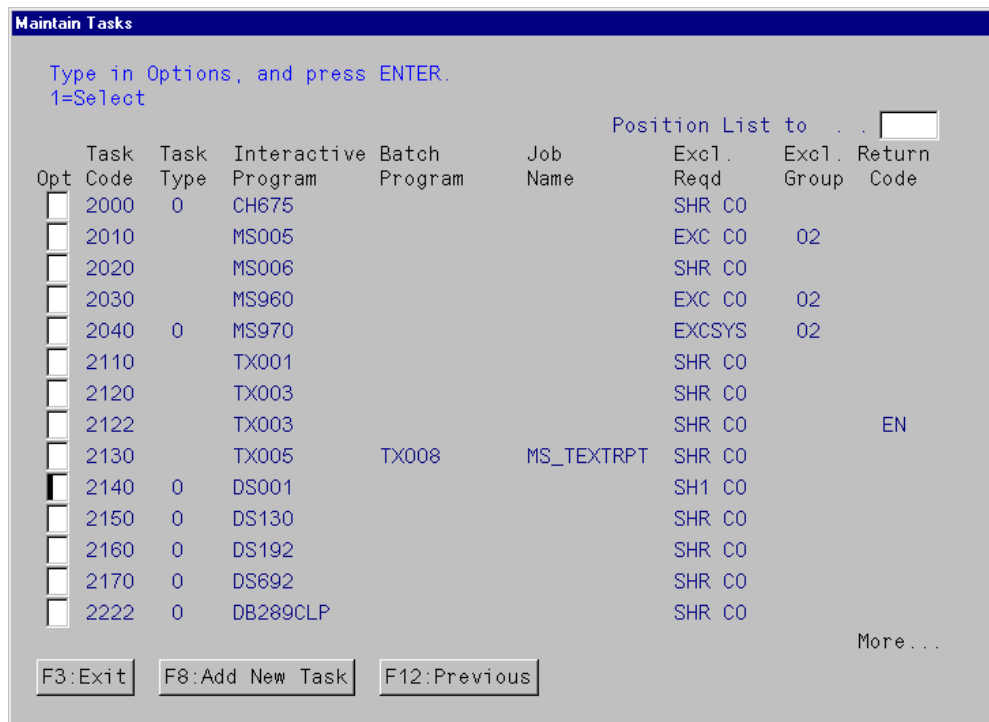 Maintain Tasks
Type in Options, and press ENTER.
1=Select
Position List to . .
Task Task Interactive Batch Job Excl. Excl. Return
Opt Code Type Program Program Name Reqd Group Code
2000 0 CH675 SHR CO
2010 MS005 EXC CO 02
2020 MS006 SHR CO
2030 MS960 EXC CO 02
2040 0 MS970 EXCSYS 02
2110 TX001 SHR CO
2120 TX003 SHR CO
2122 TX003 SHR CO EN
2130 TX005 TX008 MS_TEXTRPT SHR CO
2140 0 DS001 SH1 CO
2150 0 DS130 SHR CO
2160 0 DS192 SHR CO
2170 0 DS692 SHR CO
2222 0 DB289CLP SHR CO
More...
F3:Exit F8:Add New Task F12:Previous